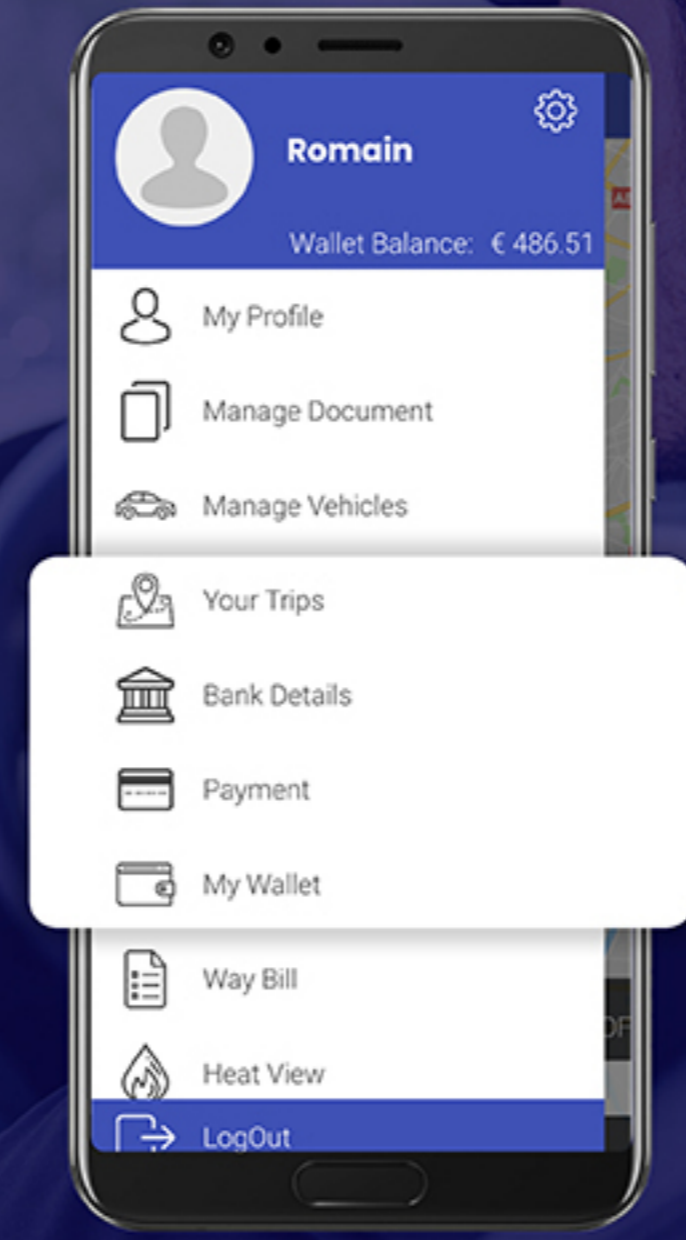 Romain
Wallet Balance: € 486.51
My Profile
Manage Document
Manage Vehicles
Your Trips
Bank Details
Payment
My Wallet
Way Bill
Heat View
LogOut